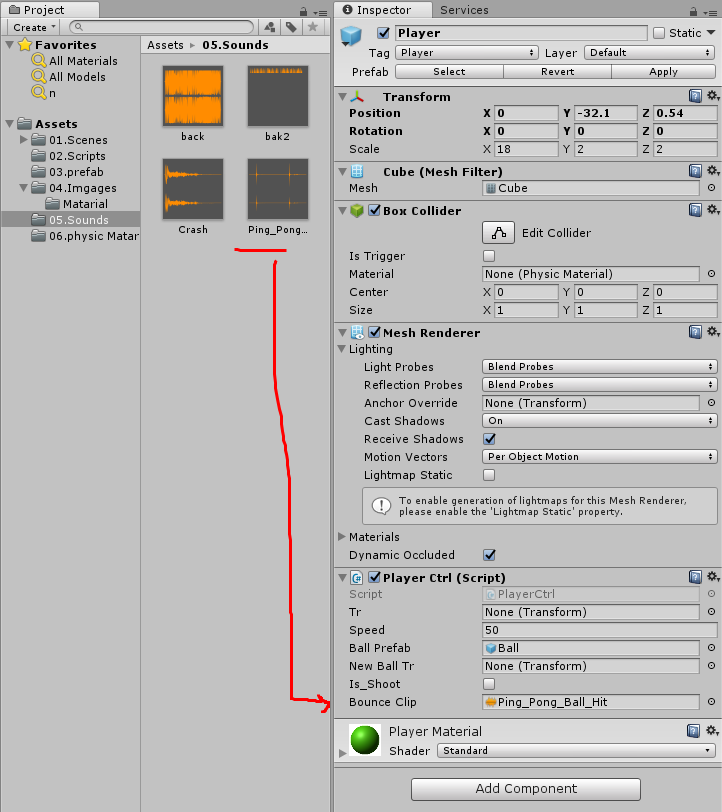 Project
Create
Favorites
All Materials
All Models
n
Assets
01.Scenes
02.Scripts
03.prefab
04.Imgages
Matarial
05.Sounds
06.physic Matar
Assets ▸ 05.Sounds
back
bak2
Crash
Ping_Pong...
Inspector
Services
Player
Static
Tag Player Layer Default
Prefab Select Revert Apply
Transform
Position X 0 Y -32.1 Z 0.54
Rotation X 0 Y 0 Z 0
Scale X 18 Y 2 Z 2
Cube (Mesh Filter)
Mesh Cube
Box Collider
Edit Collider
Is Trigger
Material None (Physic Material)
Center X 0 Y 0 Z 0
Size X 1 Y 1 Z 1
Mesh Renderer
Lighting
Light Probes Blend Probes
Reflection Probes Blend Probes
Anchor Override None (Transform)
Cast Shadows On
Receive Shadows
Motion Vectors Per Object Motion
Lightmap Static
To enable generation of lightmaps for this Mesh Renderer,
please enable the 'Lightmap Static' property.
Materials
Dynamic Occluded
Player Ctrl (Script)
Script PlayerCtrl
Tr None (Transform)
Speed 50
Ball Prefab Ball
New Ball Tr None (Transform)
Is_Shoot
Bounce Clip Ping_Pong_Ball_Hit
Player Material
Shader Standard
Add Component